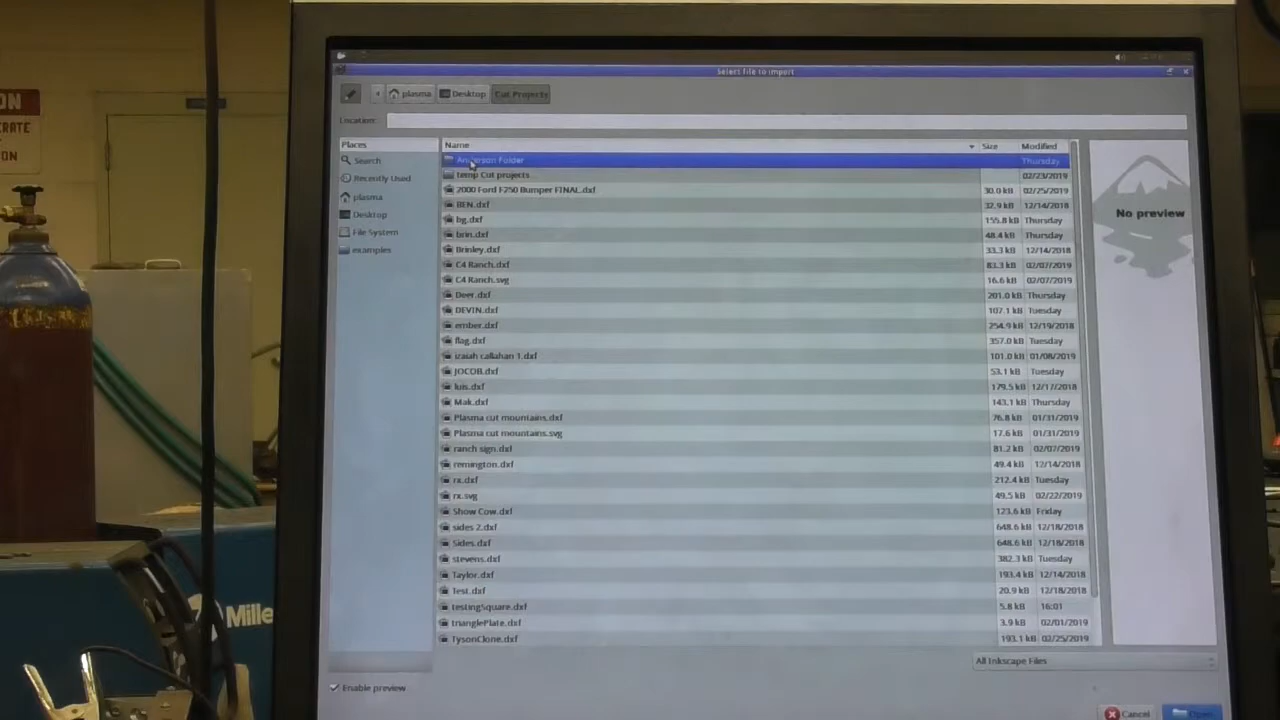 Select file to import
plasma Desktop Cut Projects
Location:
Places Name Size Modified
Search Anderson Folder Thursday
temp Cut projects 02/23/2019
Recently Used 2000 Ford F250 Bumper FINAL.dxf 30.0 kB 02/25/2019
plasma BEN.dxf 32.9 kB 12/14/2018
Desktop bg.dxf 155.8 kB Thursday
File System brin.dxf 48.4 kB Thursday
examples Brinley.dxf 33.3 kB 12/14/2018
C4 Ranch.dxf 83.3 kB 02/07/2019
C4 Ranch.svg 16.6 kB 02/07/2019
Deer.dxf 201.0 kB Thursday
DEVIN.dxf 107.1 kB Tuesday
ember.dxf 254.9 kB 12/19/2018
flag.dxf 357.0 kB Tuesday
izaiah callahan 1.dxf 101.0 kB 01/08/2019
JOCOB.dxf 53.1 kB Tuesday
luis.dxf 179.5 kB 12/17/2018
Mak.dxf 143.1 kB Thursday
Plasma cut mountains.dxf 76.8 kB 01/31/2019
Plasma cut mountains.svg 17.6 kB 01/31/2019
ranch sign.dxf 81.2 kB 02/07/2019
remington.dxf 49.4 kB 12/14/2018
rx.dxf 212.4 kB Tuesday
rx.svg 49.5 kB 02/22/2019
Show Cow.dxf 123.6 kB Friday
sides 2.dxf 648.6 kB 12/18/2018
Sides.dxf 648.6 kB 12/18/2018
stevens.dxf 382.3 kB Tuesday
Taylor.dxf 193.4 kB 12/14/2018
Test.dxf 20.9 kB 12/18/2018
testingSquare.dxf 5.8 kB 16:01
trianglePlate.dxf 3.9 kB 02/01/2019
TysonClone.dxf 193.1 kB 02/25/2019
No preview
All Inkscape Files
Enable preview
Cancel Open
ON
ERATE
ON
Mille